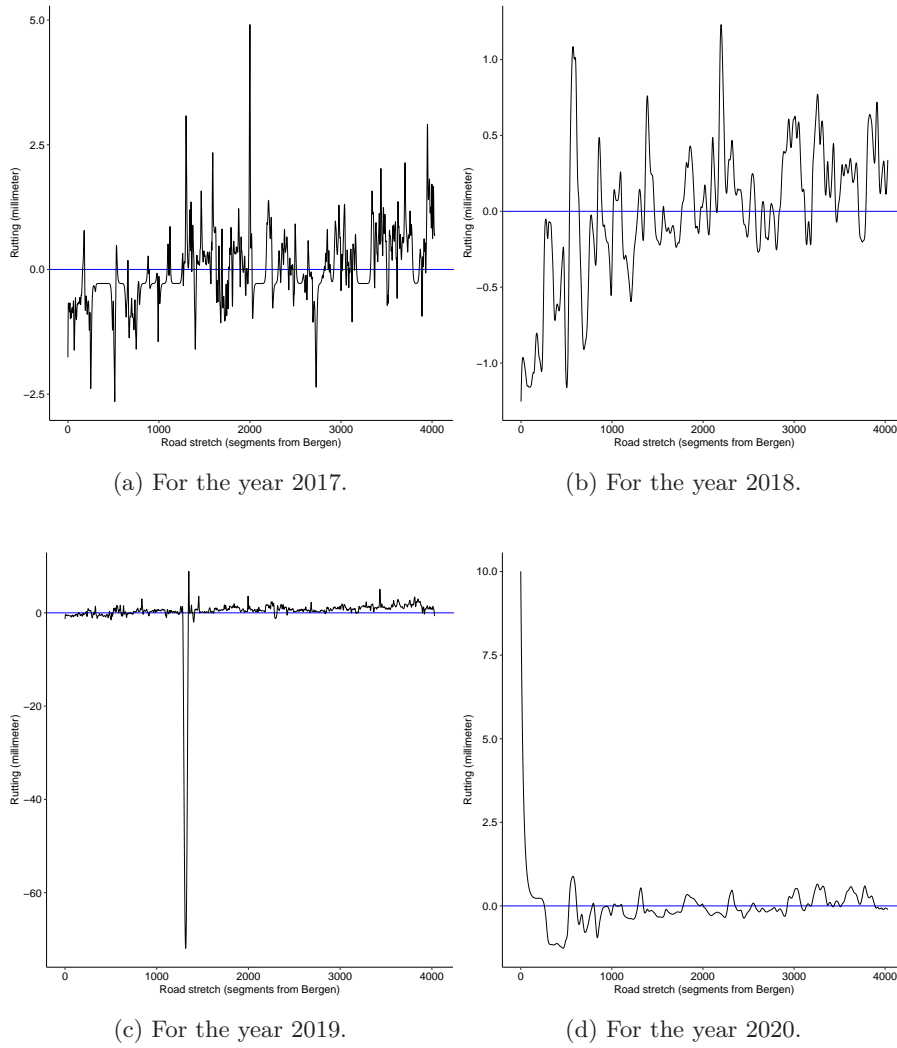 5.0
2.5
0.0
−2.5
Rutting (millimeter)
0 1000 2000 3000 4000
Road stretch (segments from Bergen)
(a) For the year 2017.
1.0
0.5
0.0
−0.5
−1.0
Rutting (millimeter)
0 1000 2000 3000 4000
Road stretch (segments from Bergen)
(b) For the year 2018.
0
−20
−40
−60
Rutting (millimeter)
0 1000 2000 3000 4000
Road stretch (segments from Bergen)
(c) For the year 2019.
10.0
7.5
5.0
2.5
0.0
Rutting (millimeter)
0 1000 2000 3000 4000
Road stretch (segments from Bergen)
(d) For the year 2020.